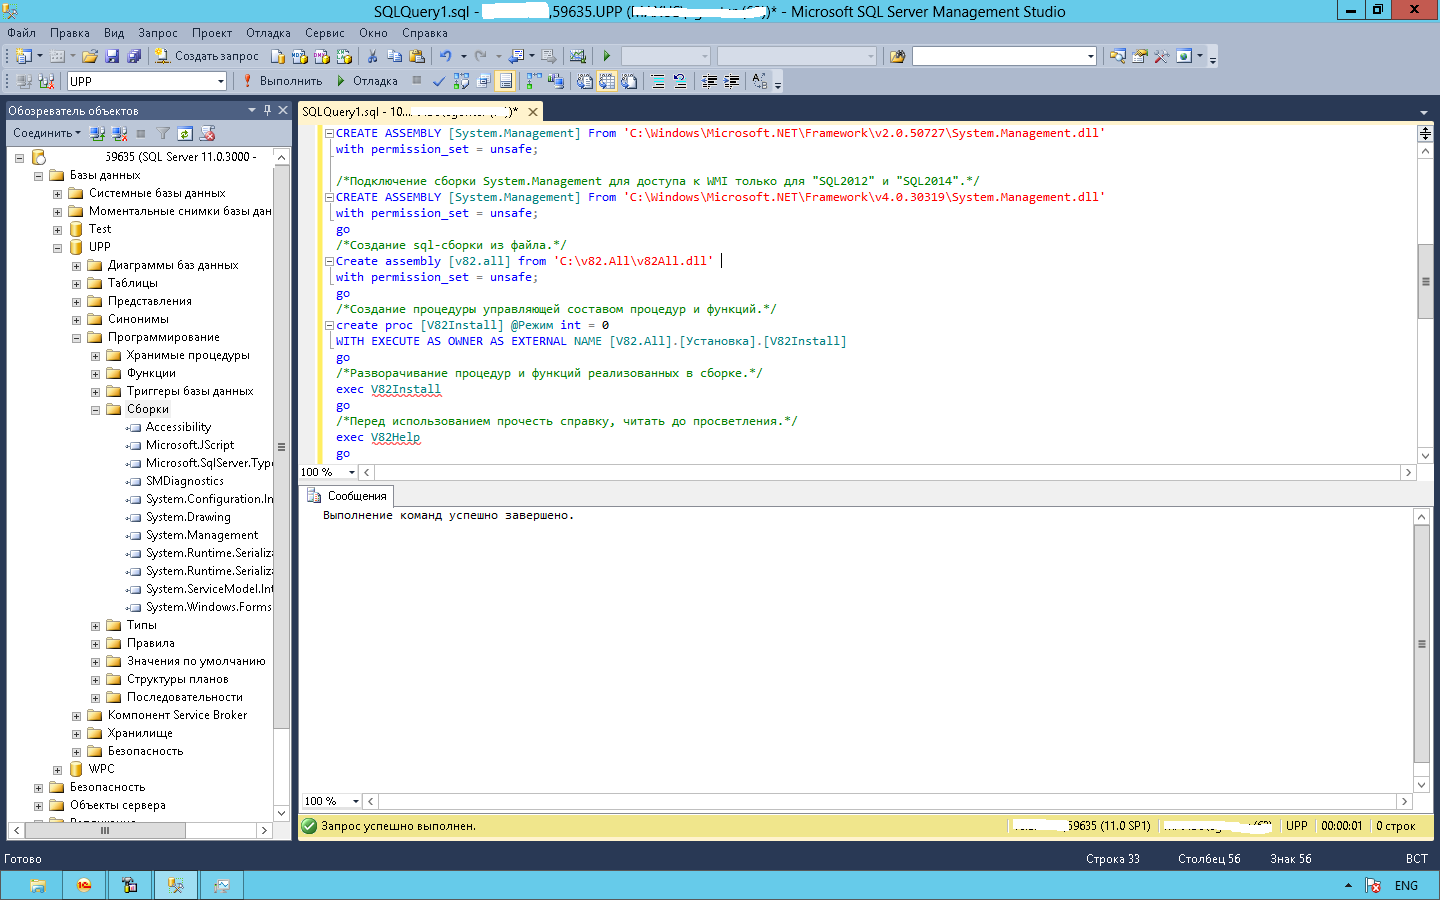 SQLQuery1.sql - ,59635.UPP ( ))* - Microsoft SQL Server Management Studio
Файл Правка Вид Запрос Проект Отладка Сервис Окно Справка
Создать запрос
UPP Выполнить Отладка
Обозреватель объектов
Соединить
59635 (SQL Server 11.0.3000 -
Базы данных
Системные базы данных
Моментальные снимки базы дан
Test
UPP
Диаграммы баз данных
Таблицы
Представления
Синонимы
Программирование
Хранимые процедуры
Функции
Триггеры базы данных
Сборки
Accessibility
Microsoft.JScript
Microsoft.SqlServer.Type
SMDiagnostics
System.Configuration.In
System.Drawing
System.Management
System.Runtime.Serializa
System.Runtime.Serializa
System.ServiceModel.Int
System.Windows.Forms
Типы
Правила
Значения по умолчанию
Структуры планов
Последовательности
Компонент Service Broker
Хранилище
Безопасность
WPC
Безопасность
Объекты сервера
SQLQuery1.sql - 10.... ))*
CREATE ASSEMBLY [System.Management] From 'C:\Windows\Microsoft.NET\Framework\v2.0.50727\System.Management.dll'
with permission_set = unsafe;
/*Подключение сборки System.Management для доступа к WMI только для "SQL2012" и "SQL2014".*/
CREATE ASSEMBLY [System.Management] From 'C:\Windows\Microsoft.NET\Framework\v4.0.30319\System.Management.dll'
with permission_set = unsafe;
go
/*Создание sql-сборки из файла.*/
Create assembly [v82.all] from 'C:\v82.All\v82All.dll'
with permission_set = unsafe;
go
/*Создание процедуры управляющей составом процедур и функций.*/
create proc [V82Install] @Режим int = 0
WITH EXECUTE AS OWNER AS EXTERNAL NAME [V82.All].[Установка].[V82Install]
go
/*Разворачивание процедур и функций реализованных в сборке.*/
exec V82Install
go
/*Перед использованием прочесть справку, читать до просветления.*/
exec V82Help
go
100 %
Сообщения
Выполнение команд успешно завершено.
100 %
Запрос успешно выполнен. ,59635 (11.0 SP1) UPP 00:00:01 0 строк
Готово Строка 33 Столбец 56 Знак 56 ВСТ
ENG